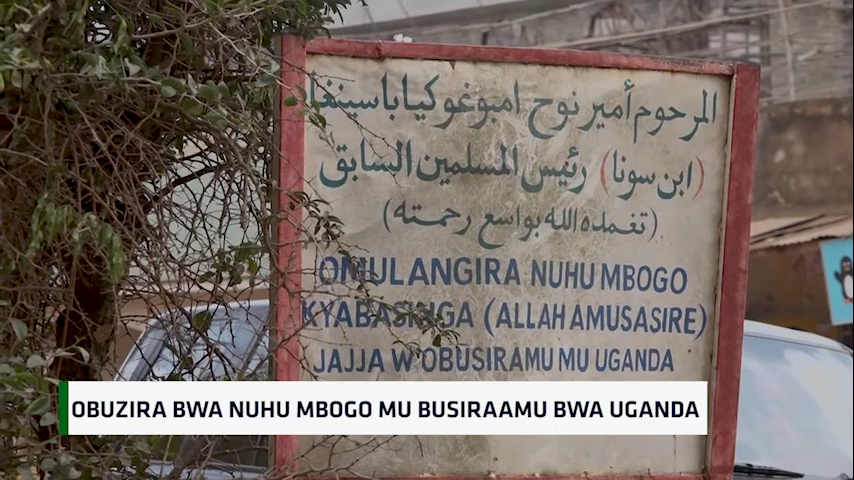 المرحوم أمير نوح امبوغو كياباسينغا
(ابن سونا) رئيس المسلمين السابق
(تغمده الله بواسع رحمته)
OMULANGIRA NUHU MBOGO
KYABASINGA (ALLAH AMUSASIRE)
JAJJA W'OBUSIRAMU MU UGANDA
OBUZIRA BWA NUHU MBOGO MU BUSIRAAMU BWA UGANDA